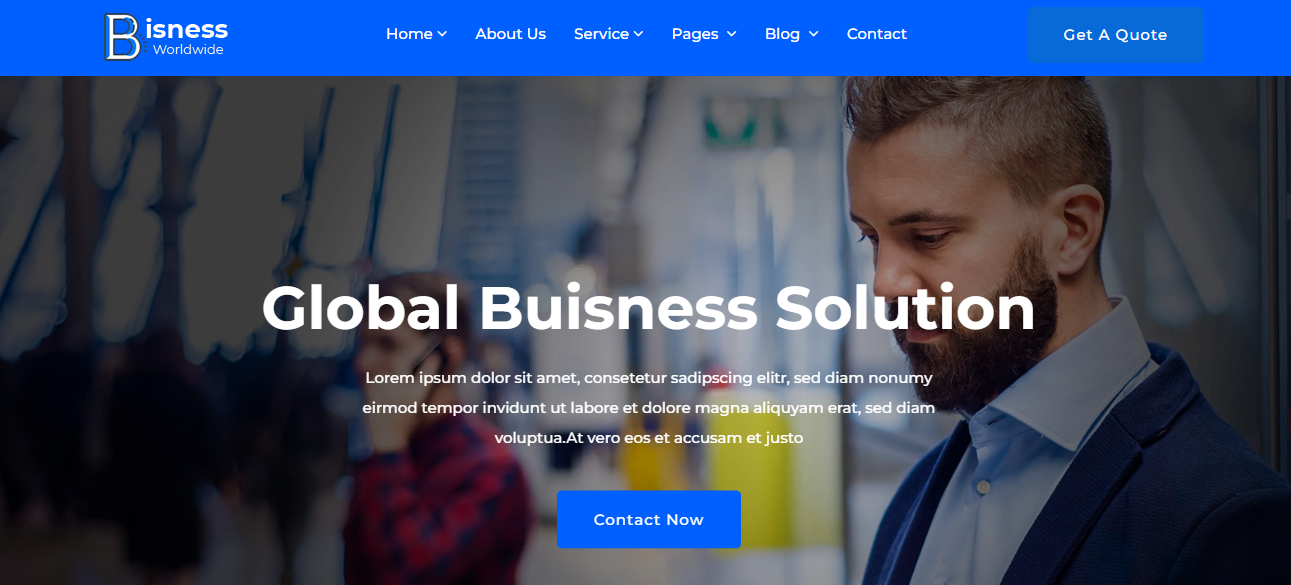 Bisness
Worldwide
Home
About Us
Service
Pages
Blog
Contact
Get A Quote
Global Buisness Solution
Lorem ipsum dolor sit amet, consetetur sadipscing elitr, sed diam nonumy
eirmod tempor invidunt ut labore et dolore magna aliquyam erat, sed diam
voluptua.At vero eos et accusam et justo
Contact Now